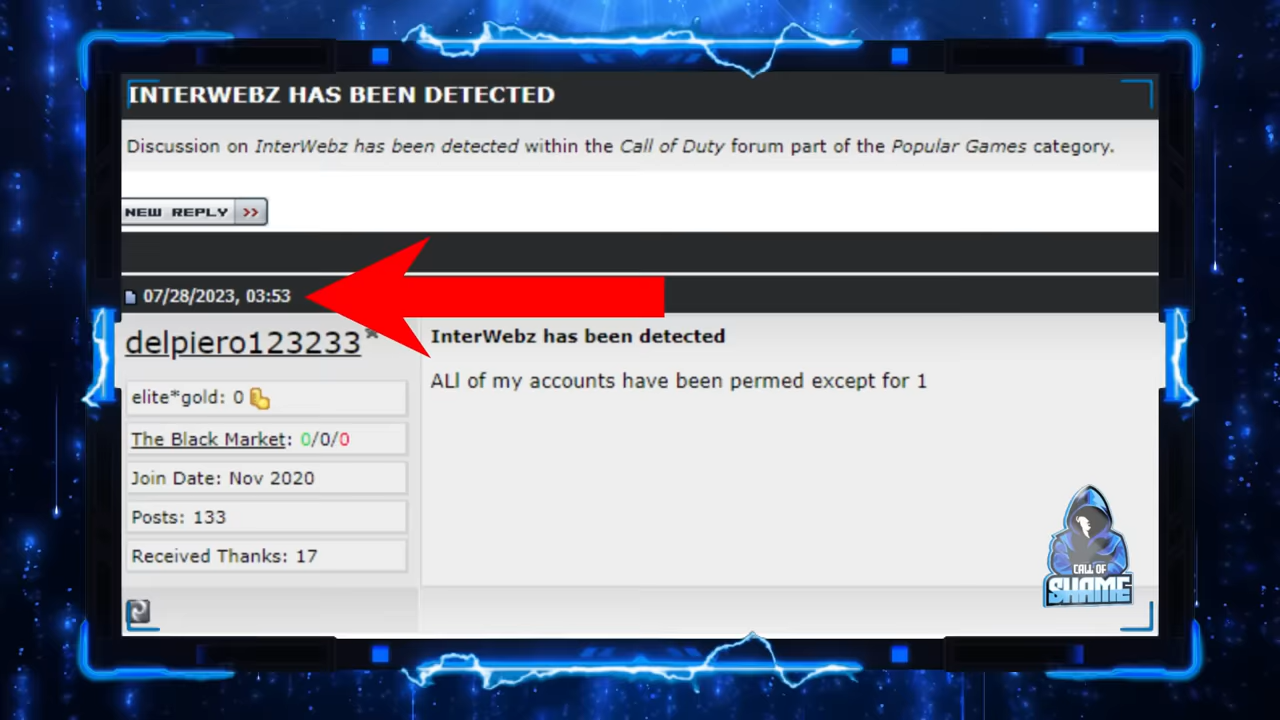 INTERWEBZ HAS BEEN DETECTED
Discussion on InterWebz has been detected within the Call of Duty forum part of the Popular Games category.
NEW REPLY >>
07/28/2023, 03:53
delpiero123233*
elite*gold: 0
The Black Market: 0/0/0
Join Date: Nov 2020
Posts: 133
Received Thanks: 17
InterWebz has been detected
ALl of my accounts have been permed except for 1
CALL OF
SHAME